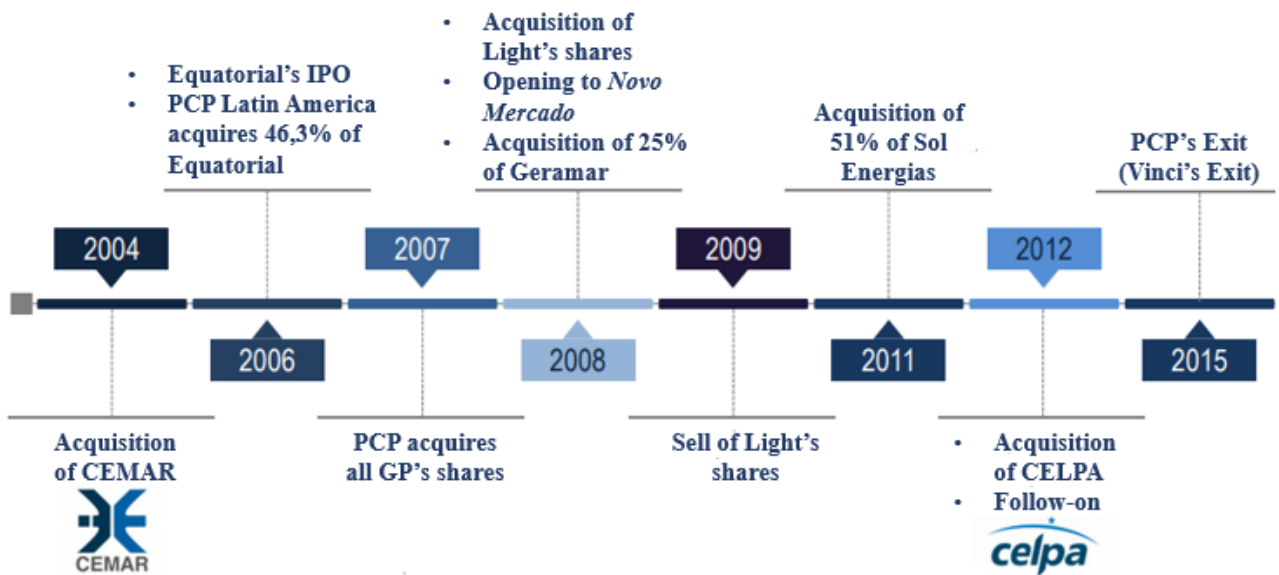 • Equatorial's IPO
• PCP Latin America
acquires 46,3% of
Equatorial
• Acquisition of
Light's shares
• Opening to Novo
Mercado
• Acquisition of 25%
of Geramar
Acquisition of
51% of Sol
Energias
PCP's Exit
(Vinci's Exit)
2004
2007
2009
2012
2006
2008
2011
2015
Acquisition
of CEMAR
CEMAR
PCP acquires
all GP's shares
Sell of Light's
shares
• Acquisition
of CELPA
• Follow-on
celpa